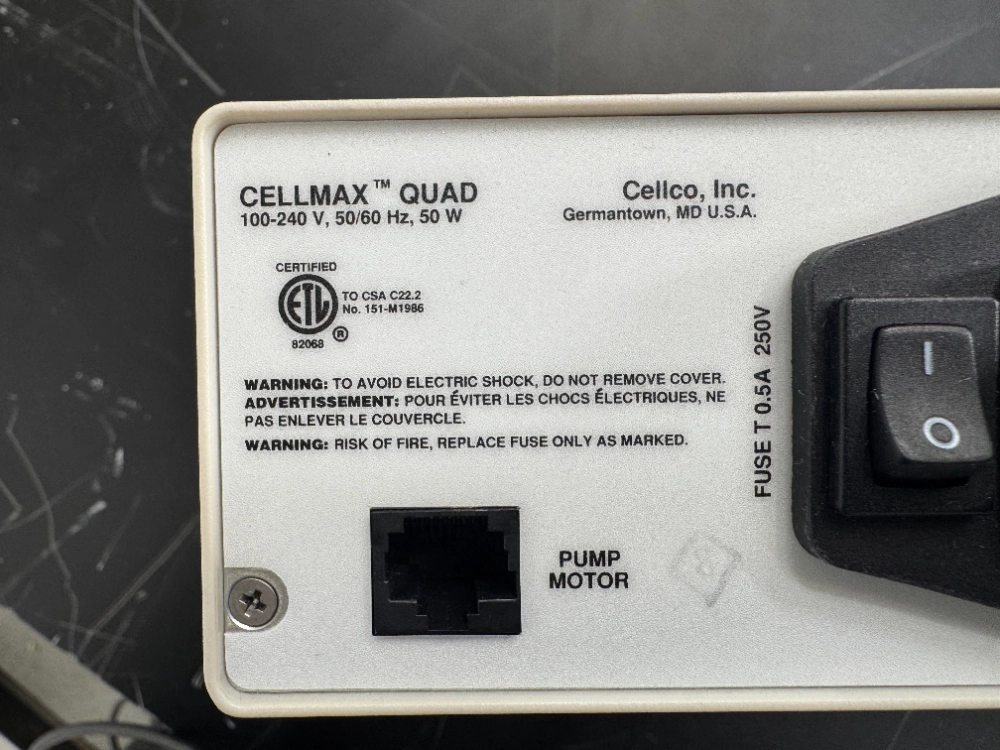 CELLMAX™ QUAD
100-240 V, 50/60 Hz, 50 W
Cellco, Inc.
Germantown, MD U.S.A.
CERTIFIED
ETL
TO CSA C22.2
No. 151-M1986
®
82068
WARNING: TO AVOID ELECTRIC SHOCK, DO NOT REMOVE COVER.
ADVERTISSEMENT: POUR ÉVITER LES CHOCS ÉLECTRIQUES, NE
PAS ENLEVER LE COUVERCLE.
WARNING: RISK OF FIRE, REPLACE FUSE ONLY AS MARKED.
FUSE T 0.5A 250V
PUMP
MOTOR